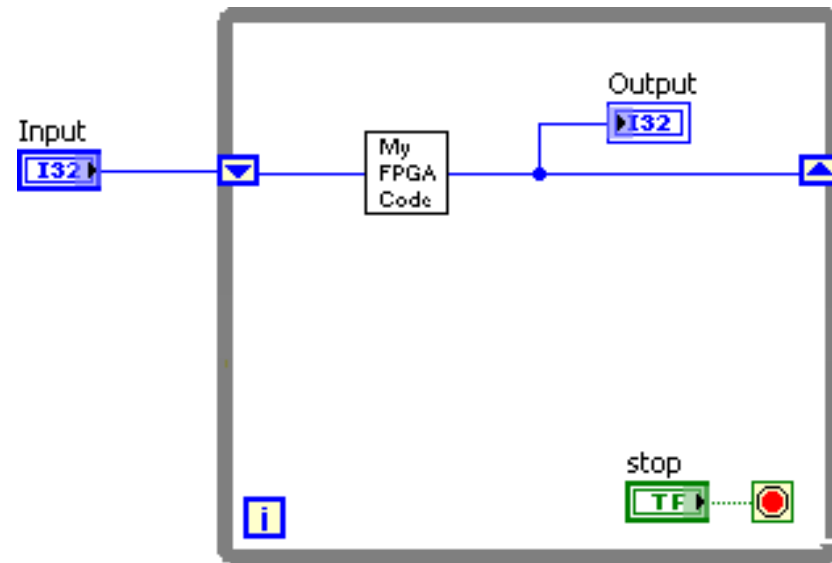 Output
I32
Input
I32
My
FPGA
Code
stop
TF
i